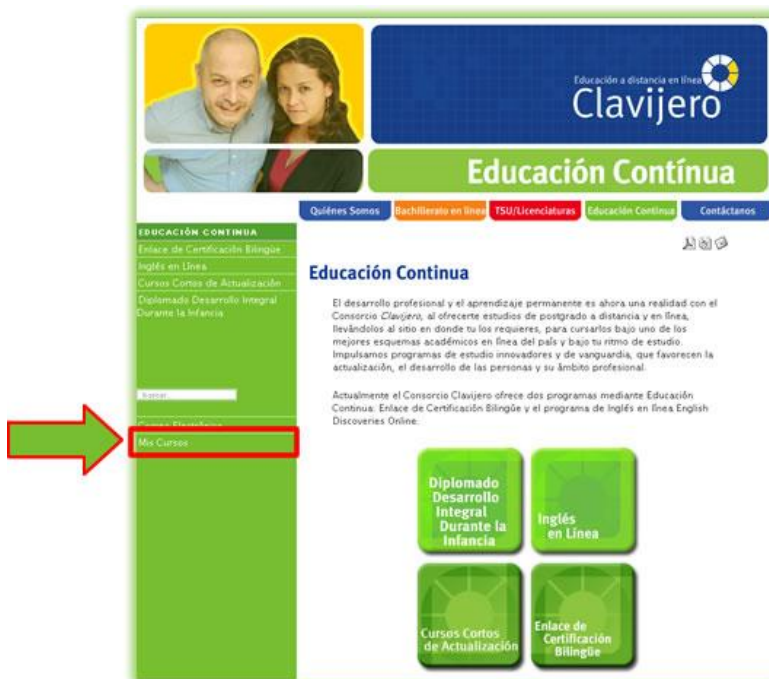 Educación a distancia en línea
Clavijero
Educación Contínua
Quiénes Somos
Bachillerato en línea
TSU/Licenciaturas
Educación Continua
Contáctanos
EDUCACIÓN CONTINUA
Enlace de Certificación Bilingüe
Inglés en Línea
Cursos Cortos de Actualización
Diplomado Desarrollo Integral
Durante la Infancia
Correo Electrónico
Mis Cursos
Educación Continua
El desarrollo profesional y el aprendizaje permanente es ahora una realidad con el
Consorcio Clavijero, al ofrecerte estudios de postgrado a distancia y en línea,
llevándolos al sitio en donde tu los requieres, para cursarlos bajo uno de los
mejores esquemas académicos en línea del país y bajo tu ritmo de estudio.
Impulsamos programas de estudio innovadores y de vanguardia, que favorecen la
actualización, el desarrollo de las personas y su ámbito profesional.
Actualmente el Consorcio Clavijero ofrece dos programas mediante Educación
Continua: Enlace de Certificación Bilingüe y el programa de Inglés en línea English
Discoveries Online.
Diplomado
Desarrollo
Integral
Durante la
Infancia
Inglés
en Línea
Cursos Cortos
de Actualización
Enlace de
Certificación
Bilingüe